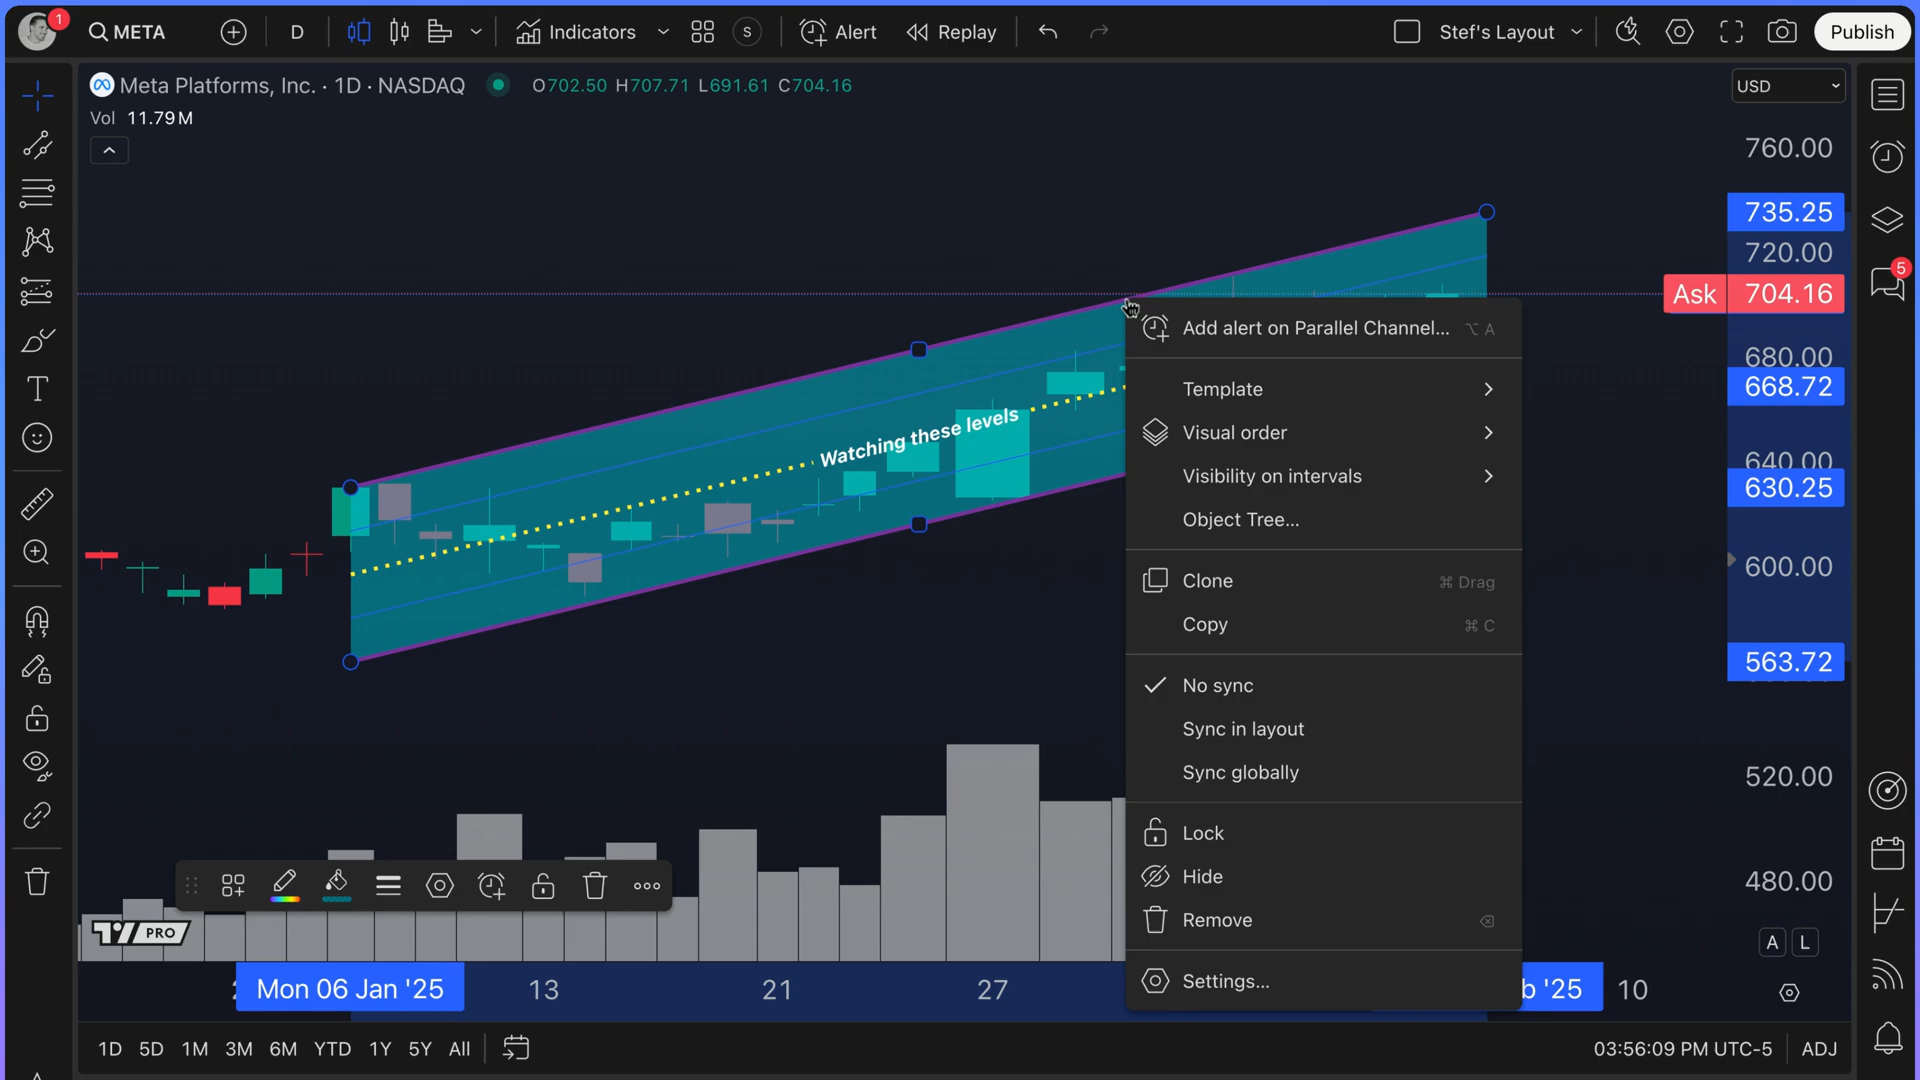 1
META
D
Indicators
S
Alert
Replay
Stef's Layout
Publish
Meta Platforms, Inc. · 1D · NASDAQ
O702.50 H707.71 L691.61 C704.16
USD
Vol 11.79M
760.00
735.25
720.00
Ask 704.16
5
680.00
668.72
640.00
630.25
600.00
563.72
520.00
480.00
Watching these levels
Add alert on Parallel Channel... ⌥ A
Template
Visual order
Visibility on intervals
Object Tree...
Clone ⌘ Drag
Copy ⌘ C
No sync
Sync in layout
Sync globally
Lock
Hide
Remove
Settings...
PRO
A L
Mon 06 Jan '25
13
21
27
b '25
10
1D 5D 1M 3M 6M YTD 1Y 5Y All
03:56:09 PM UTC-5
ADJ